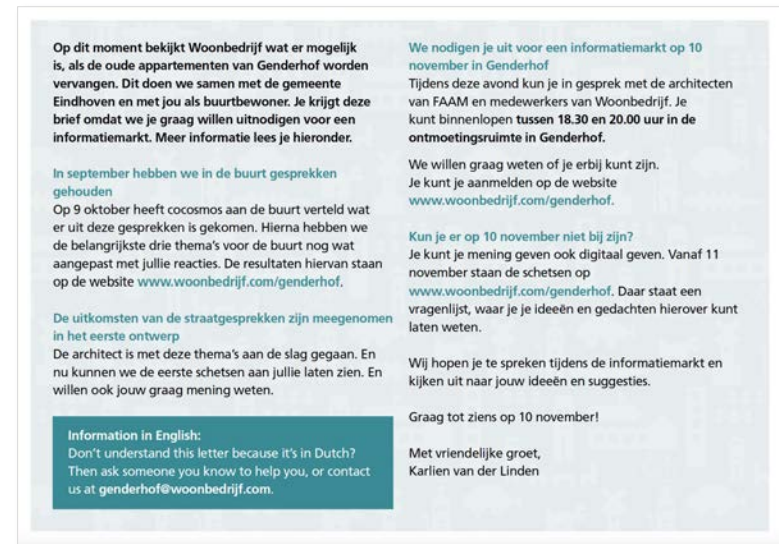 Op dit moment bekijkt Woonbedrijf wat er mogelijk
is, als de oude appartementen van Genderhof worden
vervangen. Dit doen we samen met de gemeente
Eindhoven en met jou als buurtbewoner. Je krijgt deze
brief omdat we je graag willen uitnodigen voor een
informatiemarkt. Meer informatie lees je hieronder.
In september hebben we in de buurt gesprekken
gehouden
Op 9 oktober heeft cocosmos aan de buurt verteld wat
er uit deze gesprekken is gekomen. Hierna hebben we
de belangrijkste drie thema's voor de buurt nog wat
aangepast met jullie reacties. De resultaten hiervan staan
op de website www.woonbedrijf.com/genderhof.
De uitkomsten van de straatgesprekken zijn meegenomen
in het eerste ontwerp
De architect is met deze thema's aan de slag gegaan. En
nu kunnen we de eerste schetsen aan jullie laten zien. En
willen ook jouw graag mening weten.
Information in English:
Don't understand this letter because it's in Dutch?
Then ask someone you know to help you, or contact
us at genderhof@woonbedrijf.com.
We nodigen je uit voor een informatiemarkt op 10
november in Genderhof
Tijdens deze avond kun je in gesprek met de architecten
van FAAM en medewerkers van Woonbedrijf. Je
kunt binnenlopen tussen 18.30 en 20.00 uur in de
ontmoetingsruimte in Genderhof.
We willen graag weten of je erbij kunt zijn.
Je kunt je aanmelden op de website
www.woonbedrijf.com/genderhof.
Kun je er op 10 november niet bij zijn?
Je kunt je mening geven ook digitaal geven. Vanaf 11
november staan de schetsen op
www.woonbedrijf.com/genderhof. Daar staat een
vragenlijst, waar je je ideeën en gedachten hierover kunt
laten weten.
Wij hopen je te spreken tijdens de informatiemarkt en
kijken uit naar jouw ideeën en suggesties.
Graag tot ziens op 10 november!
Met vriendelijke groet,
Karlien van der Linden